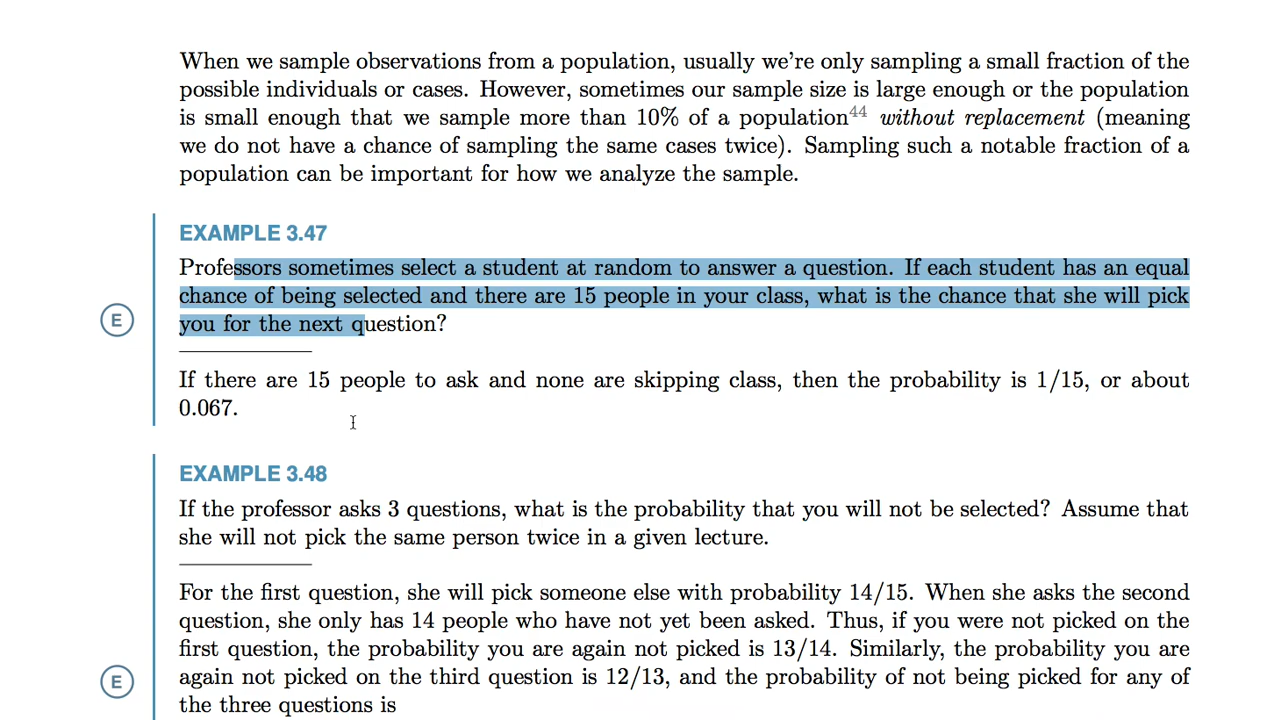 When we sample observations from a population, usually we're only sampling a small fraction of the
possible individuals or cases. However, sometimes our sample size is large enough or the population
is small enough that we sample more than 10% of a population44 without replacement (meaning
we do not have a chance of sampling the same cases twice). Sampling such a notable fraction of a
population can be important for how we analyze the sample.
EXAMPLE 3.47
Professors sometimes select a student at random to answer a question. If each student has an equal
chance of being selected and there are 15 people in your class, what is the chance that she will pick
E
you for the next question?
If there are 15 people to ask and none are skipping class, then the probability is 1/15, or about
0.067.
EXAMPLE 3.48
If the professor asks 3 questions, what is the probability that you will not be selected? Assume that
she will not pick the same person twice in a given lecture.
For the first question, she will pick someone else with probability 14/15. When she asks the second
question, she only has 14 people who have not yet been asked. Thus, if you were not picked on the
first question, the probability you are again not picked is 13/14. Similarly, the probability you are
E
again not picked on the third question is 12/13, and the probability of not being picked for any of
the three questions is